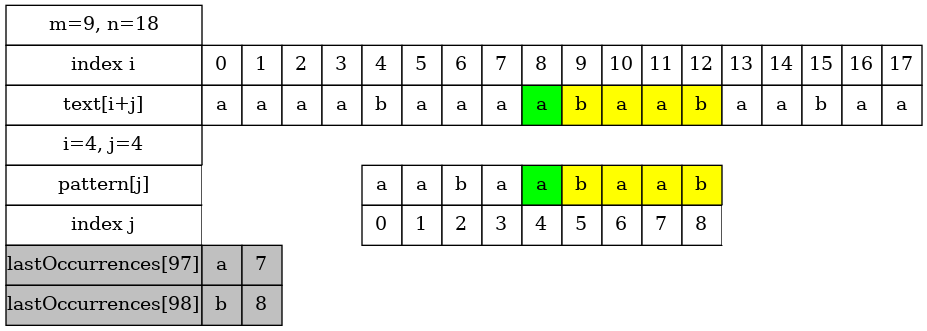 m=9, n=18
index i 0 1 2 3 4 5 6 7 8 9 10 11 12 13 14 15 16 17
text[i+j] a a a a b a a a a b a a b a a b a a
i=4, j=4
pattern[j] a a b a a b a a b
index j 0 1 2 3 4 5 6 7 8
lastOccurrences[97] a 7
lastOccurrences[98] b 8